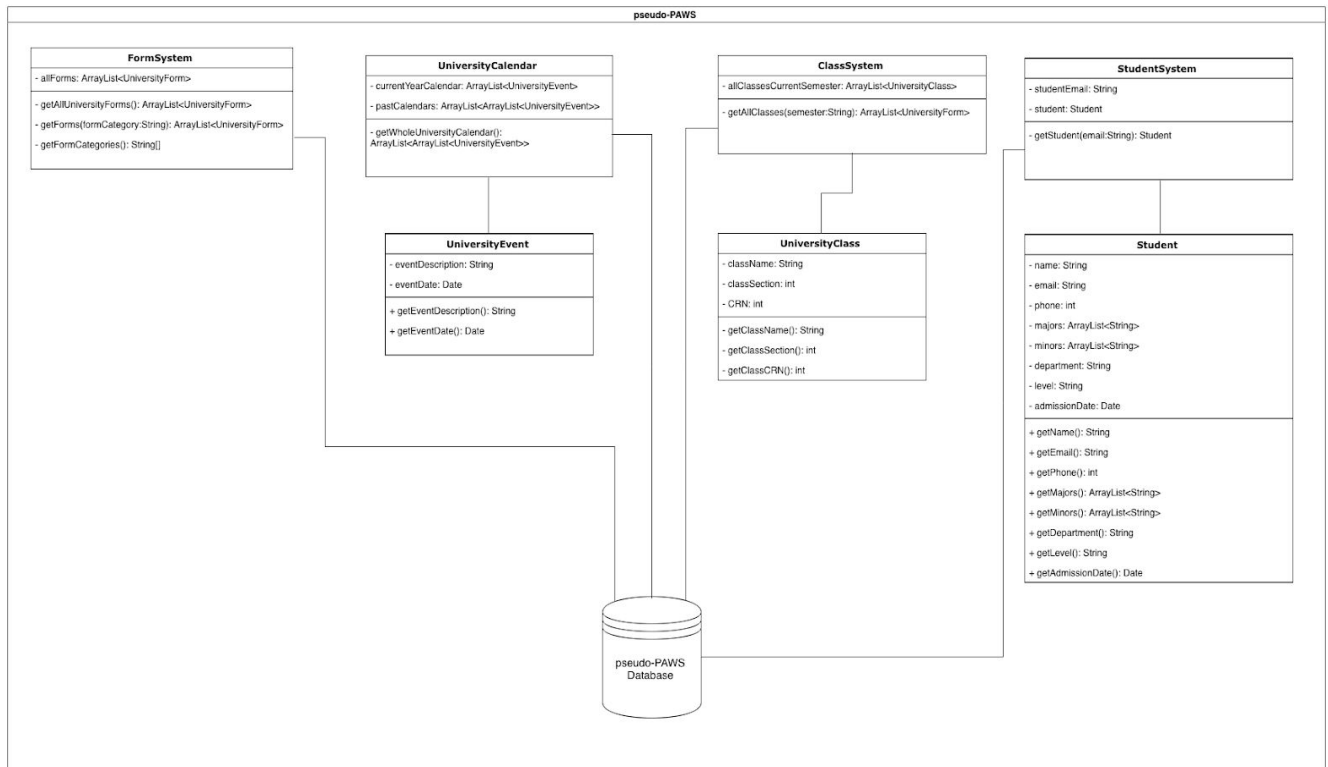 pseudo-PAWS
FormSystem
- allForms: ArrayList<UniversityForm>
- getAllUniversityForms(): ArrayList<UniversityForm>
- getForms(formCategory:String): ArrayList<UniversityForm>
- getFormCategories(): String[]
UniversityCalendar
- currentYearCalendar: ArrayList<UniversityEvent>
- pastCalendars: ArrayList<ArrayList<UniversityEvent>>
- getWholeUniversityCalendar():
ArrayList<ArrayList<UniversityEvent>>
ClassSystem
- allClassesCurrentSemester: ArrayList<UniversityClass>
- getAllClasses(semester:String): ArrayList<UniversityForm>
StudentSystem
- studentEmail: String
- student: Student
- getStudent(email:String): Student
UniversityEvent
- eventDescription: String
- eventDate: Date
+ getEventDescription(): String
+ getEventDate(): Date
UniversityClass
- className: String
- classSection: int
- CRN: int
- getClassName(): String
- getClassSection(): int
- getClassCRN(): int
Student
- name: String
- email: String
- phone: int
- majors: ArrayList<String>
- minors: ArrayList<String>
- department: String
- level: String
- admissionDate: Date
+ getName(): String
+ getEmail(): String
+ getPhone(): int
+ getMajors(): ArrayList<String>
+ getMinors(): ArrayList<String>
+ getDepartment(): String
+ getLevel(): String
+ getAdmissionDate(): Date
pseudo-PAWS
Database